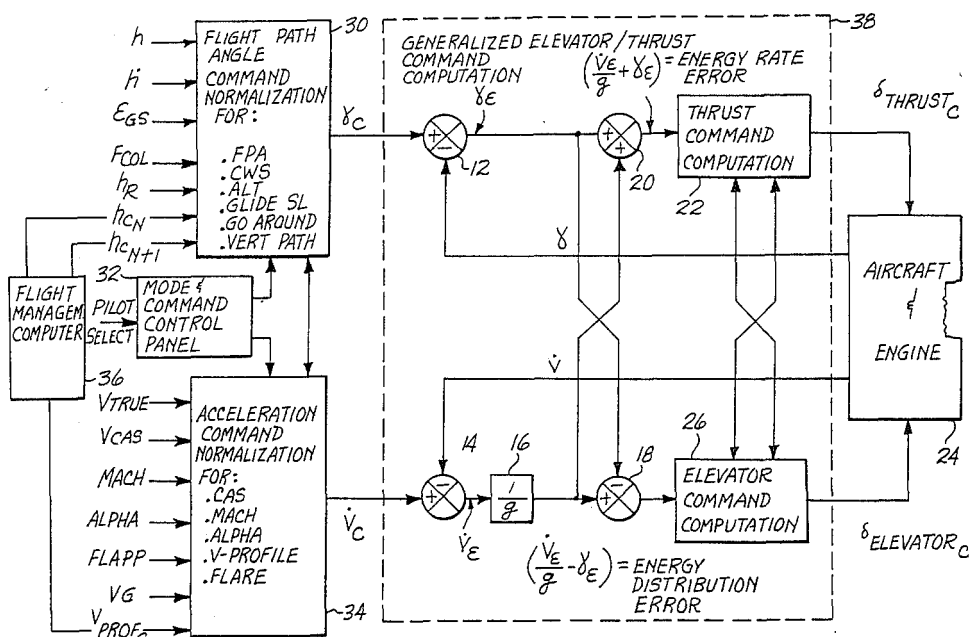 30
FLIGHT PATH
ANGLE
COMMAND
NORMALIZATION
FOR:
.FPA
.CWS
.ALT
.GLIDE SL
.GO AROUND
.VERT PATH
h
ḣ
εGS
FCOL
hR
hCN
hCN+1
γC
32
MODE &
COMMAND
CONTROL
PANEL
FLIGHT
MANAGEM.
COMPUTER
PILOT
SELECT
36
VTRUE
VCAS
MACH
ALPHA
FLAPP
VG
VPROFC
ACCELERATION
COMMAND
NORMALIZATION
FOR:
.CAS
.MACH
.ALPHA
.V-PROFILE
.FLARE
34
V̇C
38
GENERALIZED ELEVATOR/THRUST
COMMAND
COMPUTATION
γε
(V̇ε/g + γε) = ENERGY RATE
ERROR
+
-
12
+
+
20
THRUST
COMMAND
COMPUTATION
22
δTHRUSTC
γ
V̇
AIRCRAFT
&
ENGINE
24
14
+
-
V̇ε
16
1/g
+
-
18
26
ELEVATOR
COMMAND
COMPUTATION
δELEVATORC
(V̇ε/g - γε) = ENERGY
DISTRIBUTION
ERROR